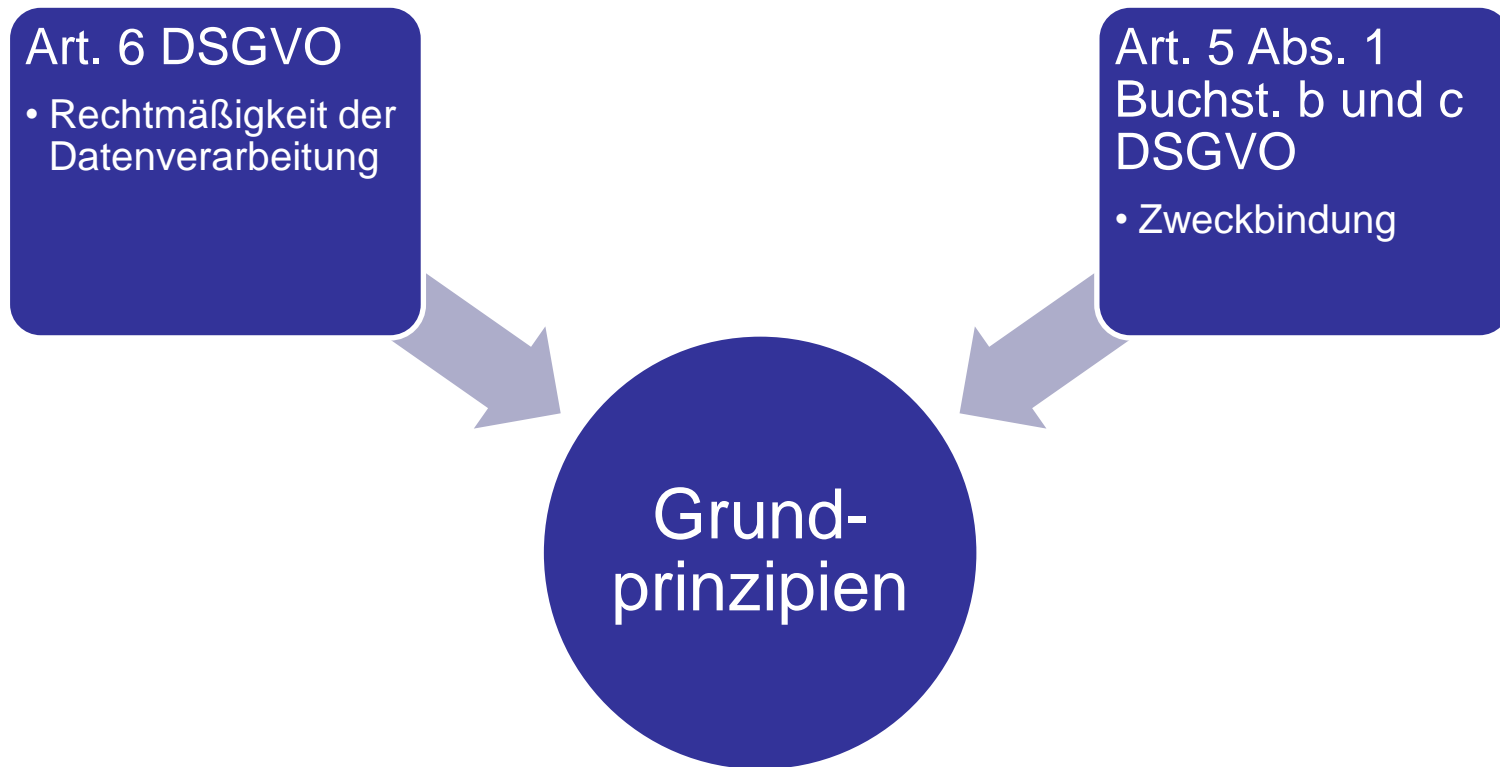 Art. 6 DSGVO
• Rechtmäßigkeit der
Datenverarbeitung
Art. 5 Abs. 1
Buchst. b und c
DSGVO
• Zweckbindung
Grund-
prinzipien